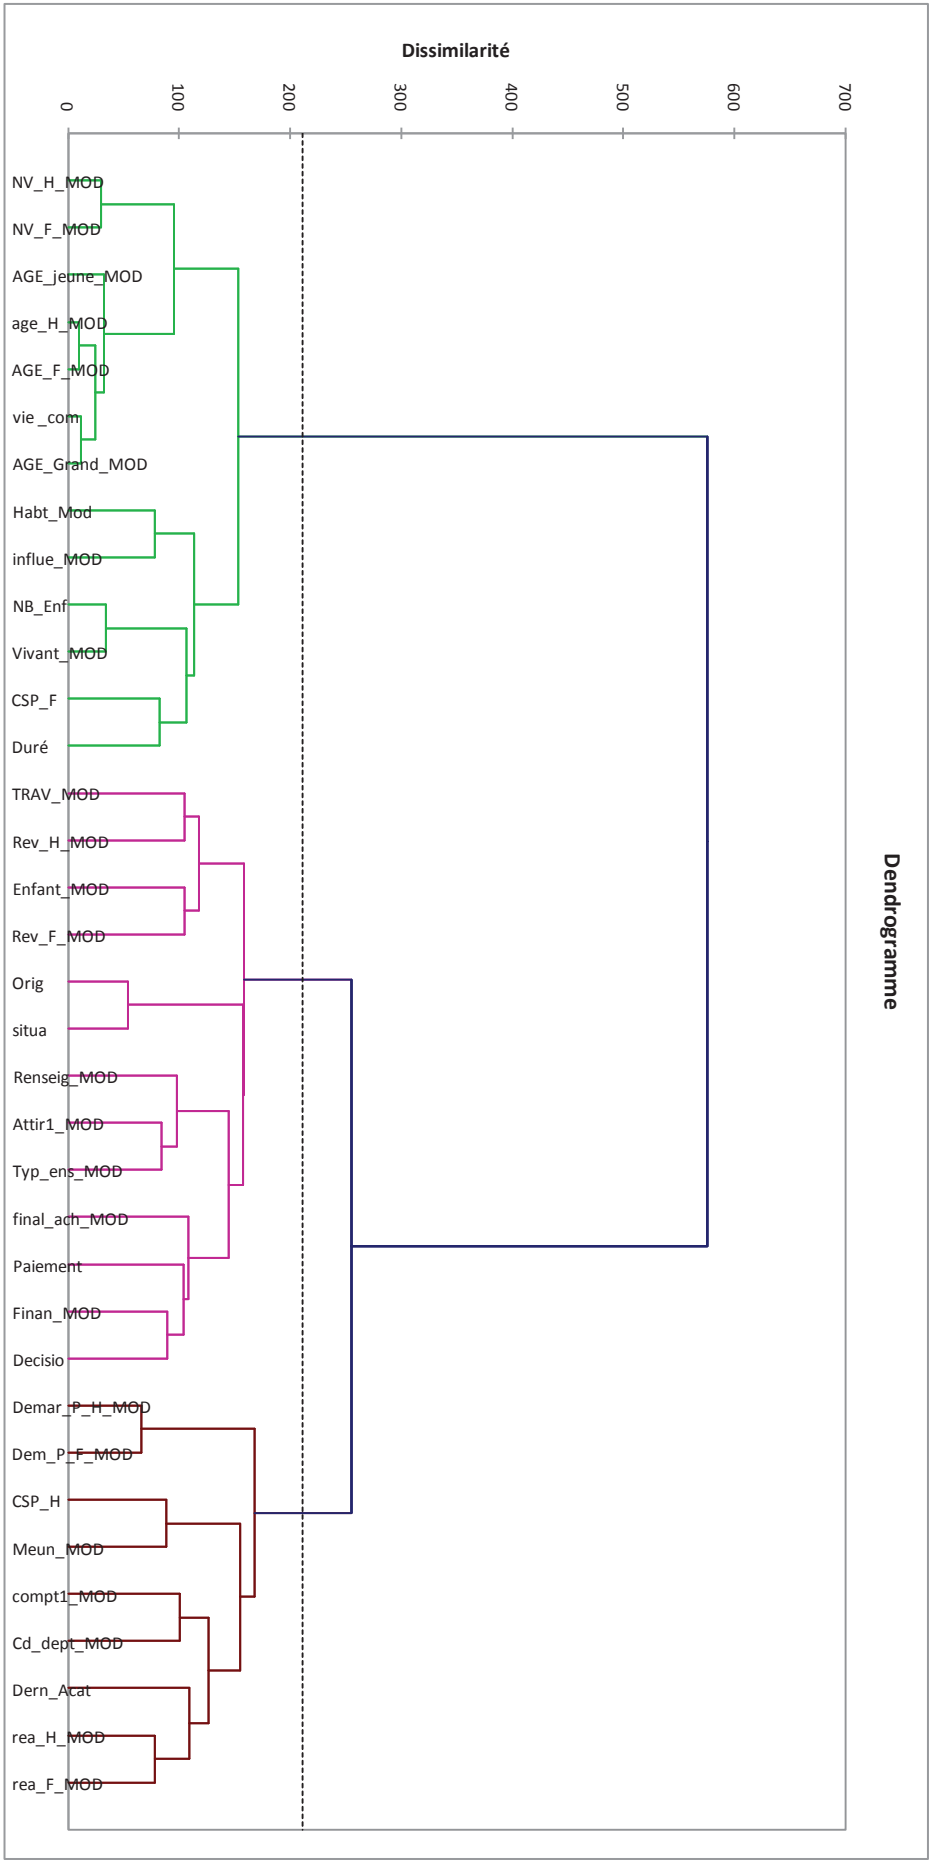 Dissimilarité
0
100
200
300
400
500
600
700
Dendrogramme
NV_H_MOD
NV_F_MOD
AGE_jeune_MOD
age_H_MOD
AGE_F_MOD
vie_com
AGE_Grand_MOD
Habt_Mod
influe_MOD
NB_Enf
Vivant_MOD
CSP_F
Duré
TRAV_MOD
Rev_H_MOD
Enfant_MOD
Rev_F_MOD
Orig
situa
Renseig_MOD
Attir1_MOD
Typ_ens_MOD
final_ach_MOD
Paiement
Finan_MOD
Decisio
Demar_P_H_MOD
Dem_P_F_MOD
CSP_H
Meun_MOD
compt1_MOD
Cd_dept_MOD
Dern_Acat
rea_H_MOD
rea_F_MOD